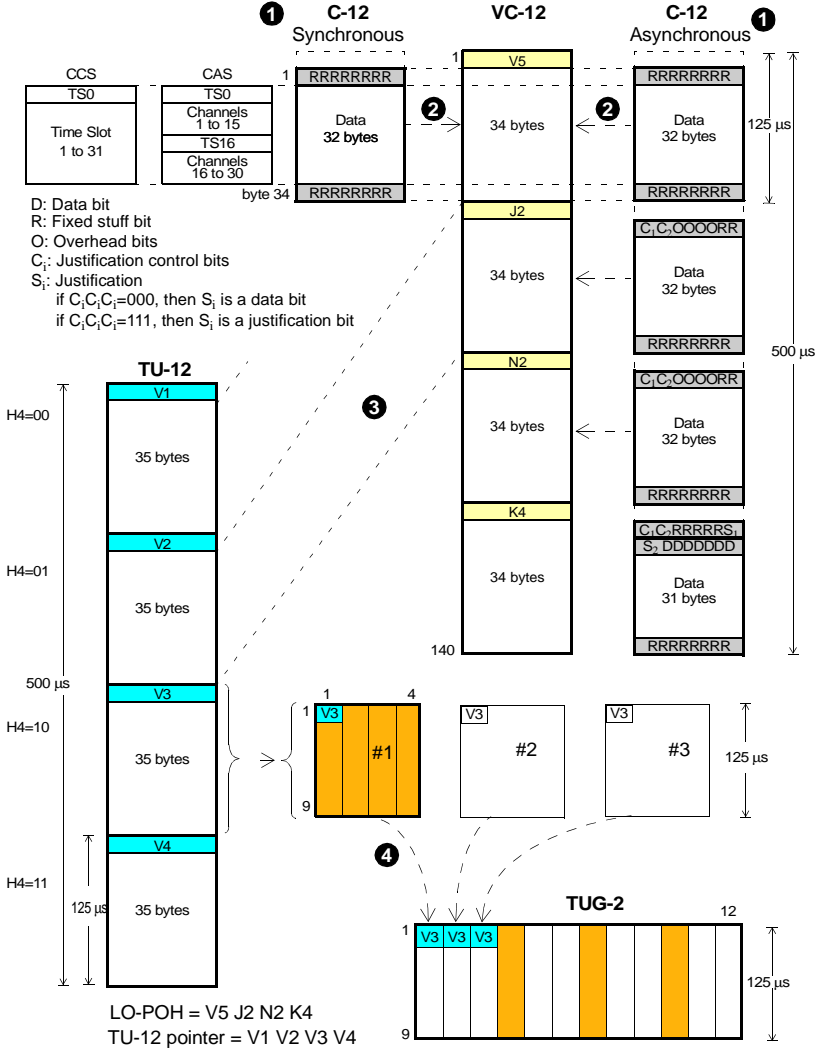 ❶ C-12 Synchronous
VC-12
C-12 Asynchronous ❶
CCS
TS0
Time Slot
1 to 31
CAS
TS0
Channels
1 to 15
TS16
Channels
16 to 30
1
RRRRRRRR
Data
32 bytes
byte 34
RRRRRRRR
❷
❷
1
V5
34 bytes
J2
34 bytes
N2
34 bytes
K4
34 bytes
140
RRRRRRRR
Data
32 bytes
RRRRRRRR
C1C2OOOORR
Data
32 bytes
RRRRRRRR
C1C2OOOORR
Data
32 bytes
RRRRRRRR
C1C2RRRRRS1
S2 DDDDDDD
Data
31 bytes
RRRRRRRR
125 µs
500 µs
D: Data bit
R: Fixed stuff bit
O: Overhead bits
Ci: Justification control bits
Si: Justification
if CiCiCi=000, then Si is a data bit
if CiCiCi=111, then Si is a justification bit
❸
TU-12
H4=00
V1
35 bytes
H4=01
V2
35 bytes
500 µs
H4=10
V3
35 bytes
H4=11
V4
125 µs
35 bytes
1 4
1
V3
#1
9
V3
#2
V3
#3
125 µs
❹
TUG-2
12
1
V3 V3 V3
9
125 µs
LO-POH = V5 J2 N2 K4
TU-12 pointer = V1 V2 V3 V4